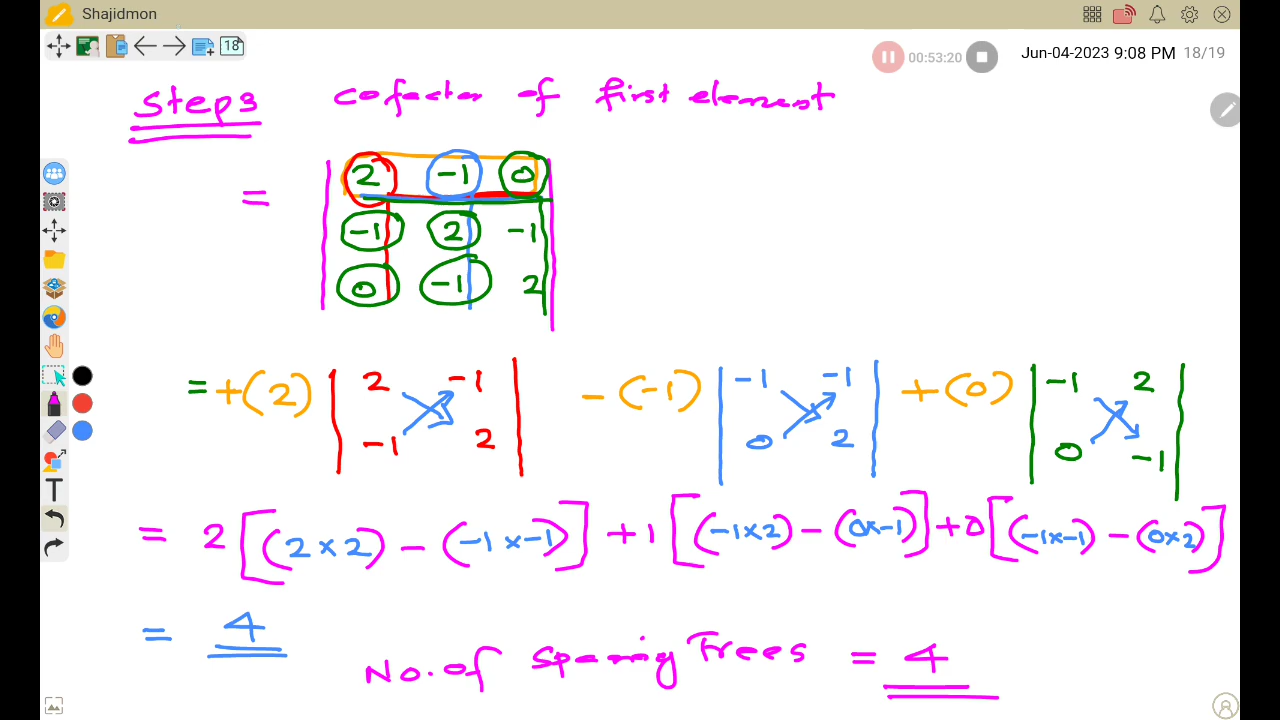 Shajidmon
18
00:53:20
Jun-04-2023 9:08 PM 18/19
Step3 cofactor of first element
= | 2 -1 0 |
| -1 2 -1 |
| 0 -1 2 |
= +(2) | 2 -1 | - (-1) | -1 -1 | + (0) | -1 2 |
| -1 2 | | 0 2 | | 0 -1 |
= 2 [(2×2) - (-1×-1)] +1 [(-1×2) - (0×-1)] +0 [(-1×-1) - (0×2)]
= 4
No. of Spaning Trees = 4
T